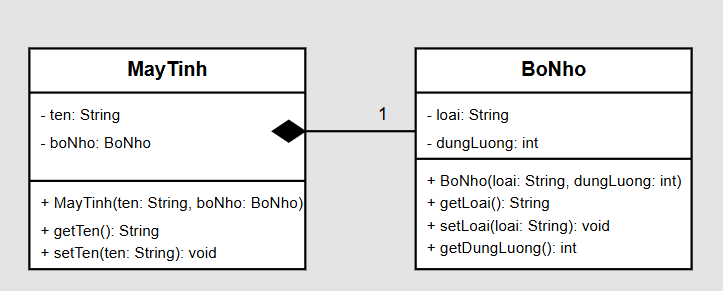 MayTinh
- ten: String
- boNho: BoNho
+ MayTinh(ten: String, boNho: BoNho)
+ getTen(): String
+ setTen(ten: String): void
1
BoNho
- loai: String
- dungLuong: int
+ BoNho(loai: String, dungLuong: int)
+ getLoai(): String
+ setLoai(loai: String): void
+ getDungLuong(): int